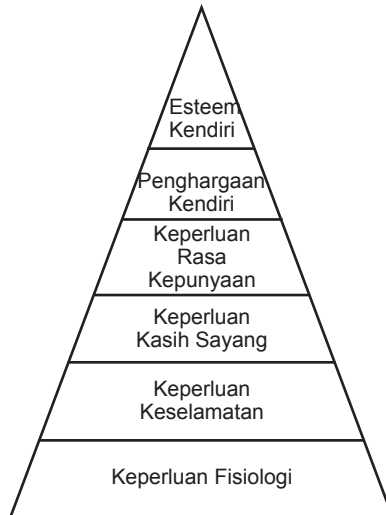 Esteem
Kendiri
Penghargaan
Kendiri
Keperluan
Rasa
Kepunyaan
Keperluan
Kasih Sayang
Keperluan
Keselamatan
Keperluan Fisiologi